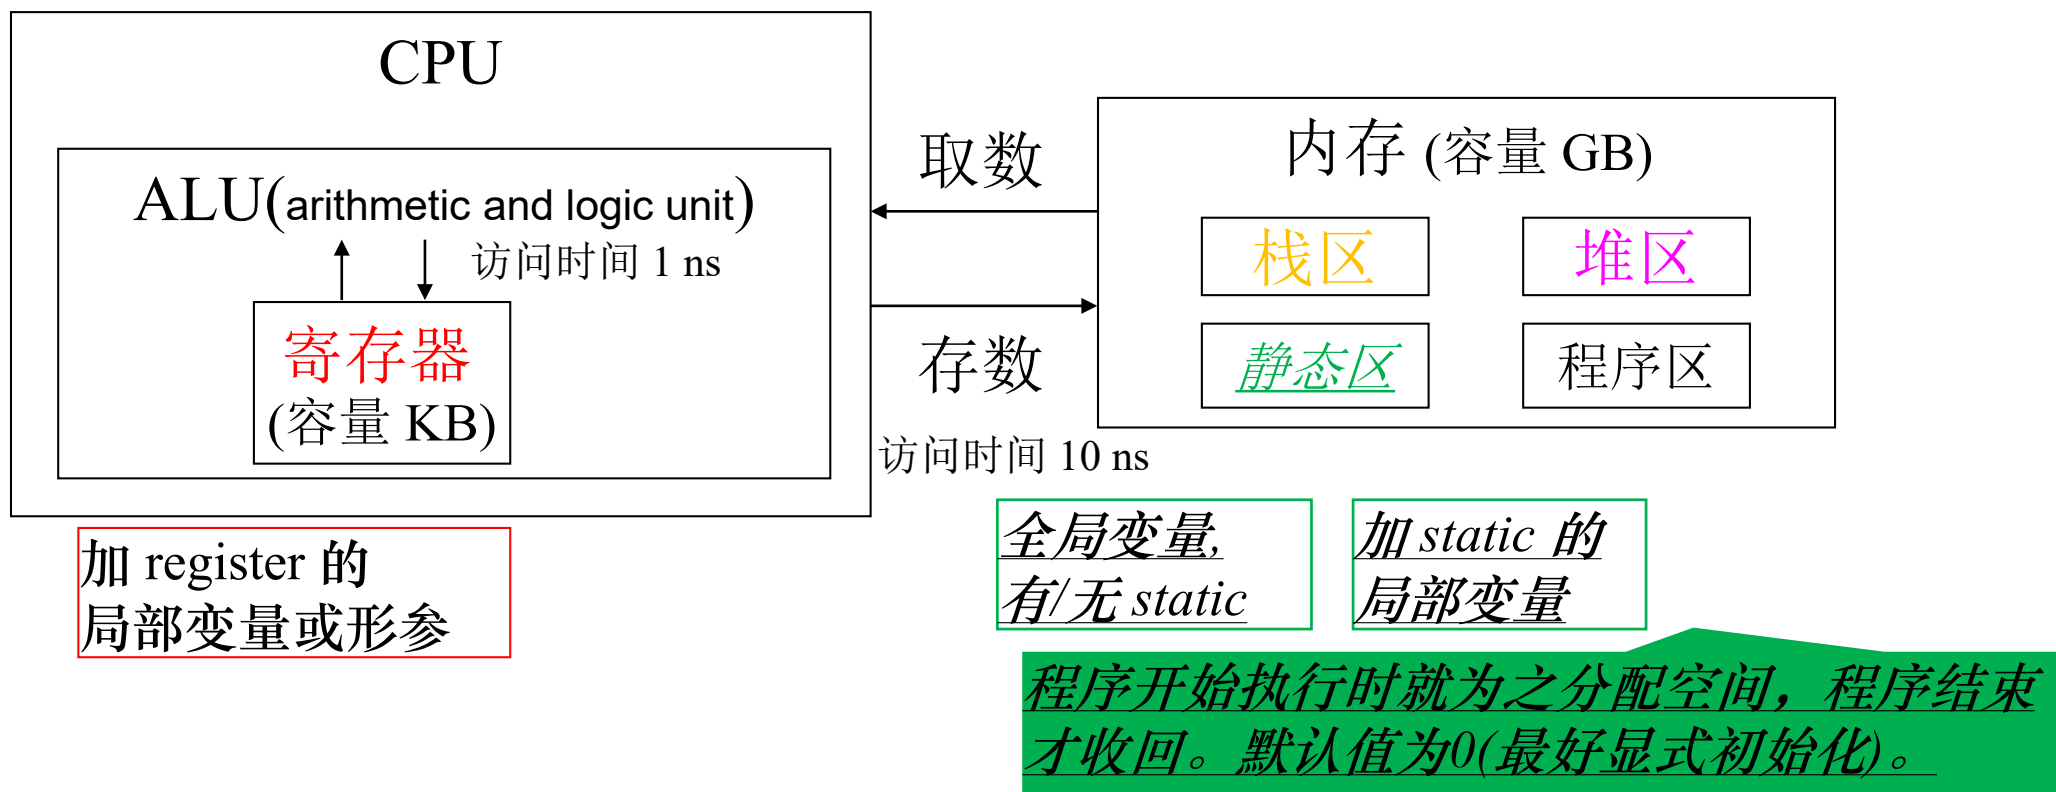 CPU
ALU(arithmetic and logic unit)
访问时间 1 ns
寄存器
(容量 KB)
取数
存数
访问时间 10 ns
内存 (容量 GB)
栈区
堆区
静态区
程序区
加 register 的
局部变量或形参
全局变量,
有/无 static
加 static 的
局部变量
程序开始执行时就为之分配空间，程序结束
才收回。默认值为0(最好显式初始化)。